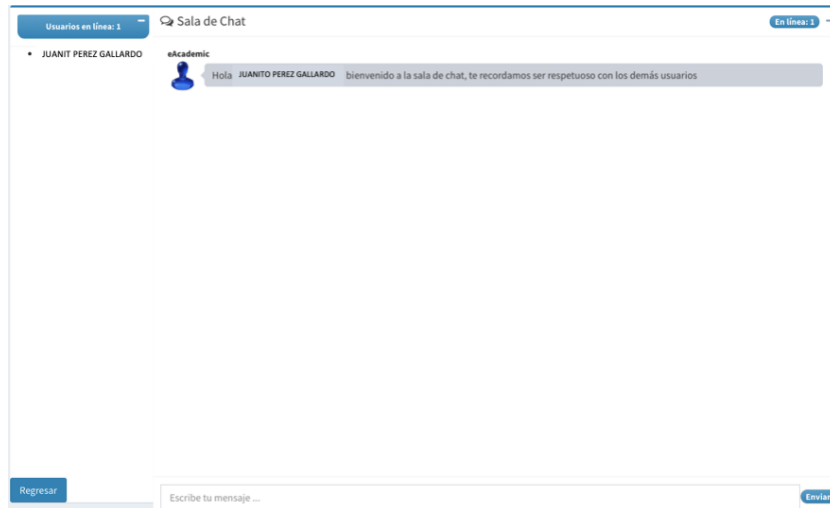 Usuarios en línea: 1
JUANIT PEREZ GALLARDO
Sala de Chat
En línea: 1
eAcademic
Hola JUANITO PEREZ GALLARDO bienvenido a la sala de chat, te recordamos ser respetuoso con los demás usuarios
Regresar
Escribe tu mensaje ...
Enviar